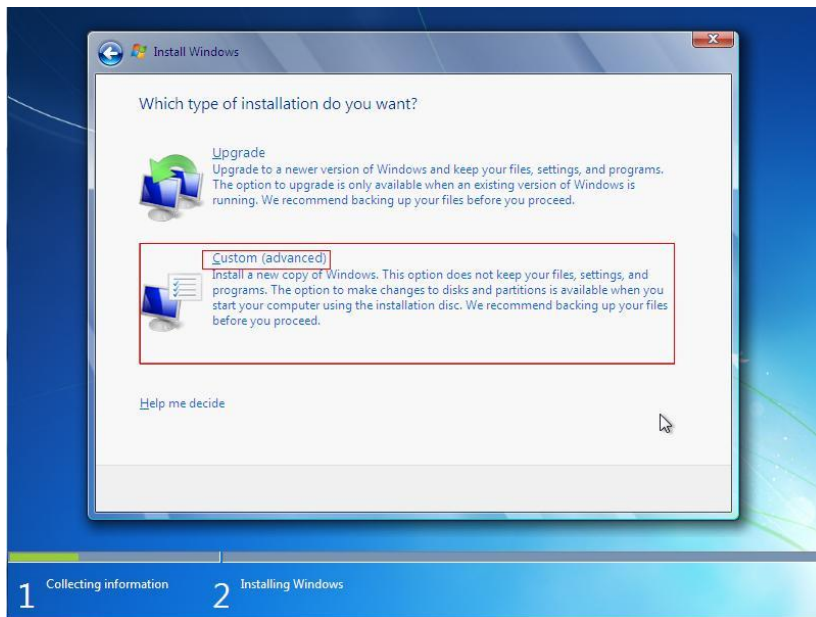 Install Windows
Which type of installation do you want?
Upgrade
Upgrade to a newer version of Windows and keep your files, settings, and programs.
The option to upgrade is only available when an existing version of Windows is
running. We recommend backing up your files before you proceed.
Custom (advanced)
Install a new copy of Windows. This option does not keep your files, settings, and
programs. The option to make changes to disks and partitions is available when you
start your computer using the installation disc. We recommend backing up your files
before you proceed.
Help me decide
1 Collecting information
2 Installing Windows